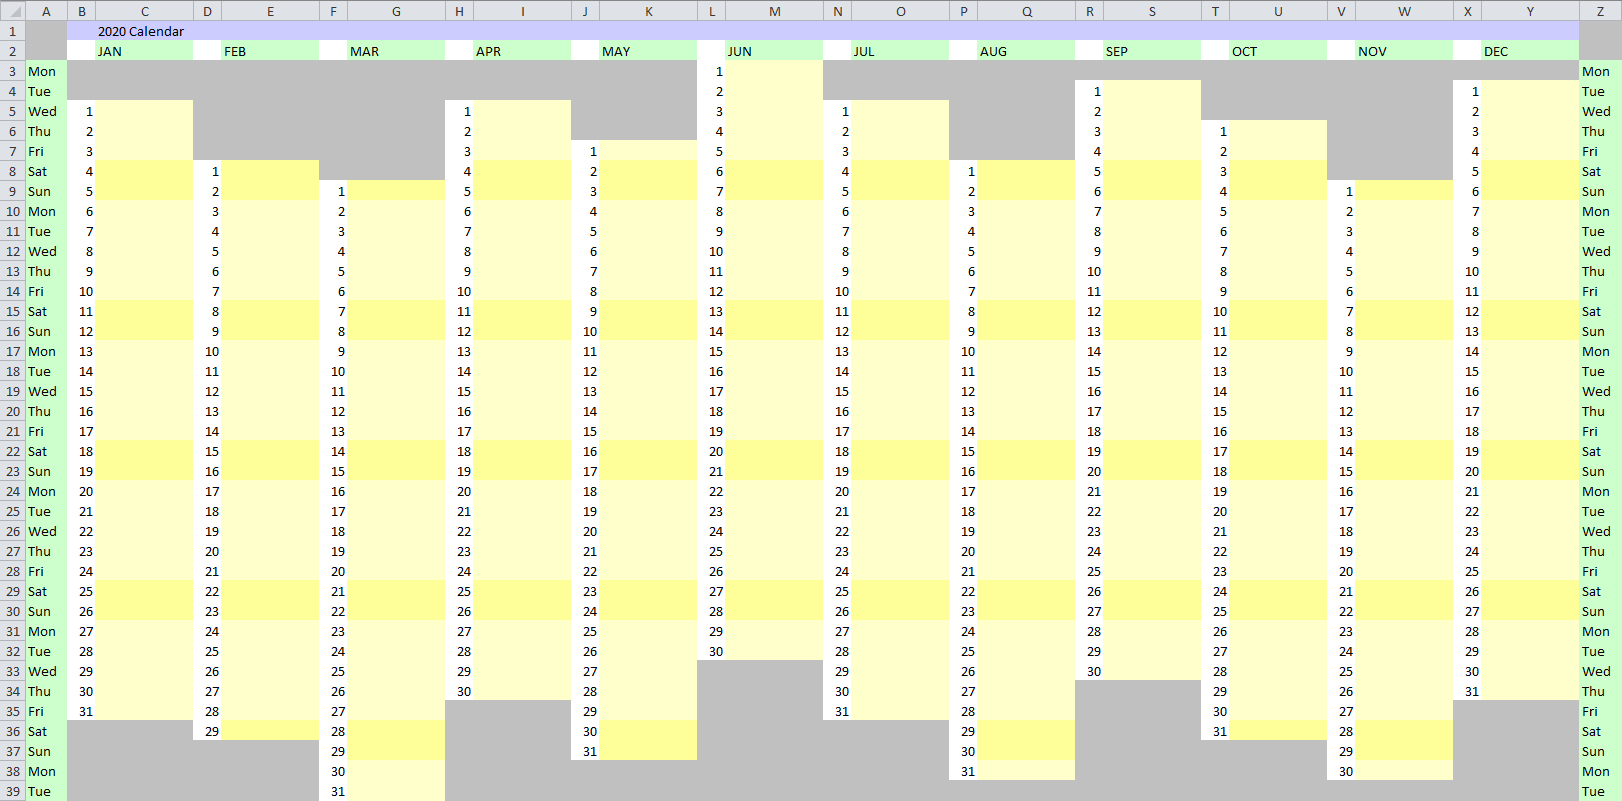 A B C D E F G H I J K L M N O P Q R S T U V W X Y Z
1 2020 Calendar
2 JAN FEB MAR APR MAY JUN JUL AUG SEP OCT NOV DEC
3 Mon 1 Mon
4 Tue 2 1 1 Tue
5 Wed 1 1 3 1 2 2 Wed
6 Thu 2 2 4 2 3 1 3 Thu
7 Fri 3 3 1 5 3 4 2 4 Fri
8 Sat 4 1 4 2 6 4 1 5 3 5 Sat
9 Sun 5 2 1 5 3 7 5 2 6 4 1 6 Sun
10 Mon 6 3 2 6 4 8 6 3 7 5 2 7 Mon
11 Tue 7 4 3 7 5 9 7 4 8 6 3 8 Tue
12 Wed 8 5 4 8 6 10 8 5 9 7 4 9 Wed
13 Thu 9 6 5 9 7 11 9 6 10 8 5 10 Thu
14 Fri 10 7 6 10 8 12 10 7 11 9 6 11 Fri
15 Sat 11 8 7 11 9 13 11 8 12 10 7 12 Sat
16 Sun 12 9 8 12 10 14 12 9 13 11 8 13 Sun
17 Mon 13 10 9 13 11 15 13 10 14 12 9 14 Mon
18 Tue 14 11 10 14 12 16 14 11 15 13 10 15 Tue
19 Wed 15 12 11 15 13 17 15 12 16 14 11 16 Wed
20 Thu 16 13 12 16 14 18 16 13 17 15 12 17 Thu
21 Fri 17 14 13 17 15 19 17 14 18 16 13 18 Fri
22 Sat 18 15 14 18 16 20 18 15 19 17 14 19 Sat
23 Sun 19 16 15 19 17 21 19 16 20 18 15 20 Sun
24 Mon 20 17 16 20 18 22 20 17 21 19 16 21 Mon
25 Tue 21 18 17 21 19 23 21 18 22 20 17 22 Tue
26 Wed 22 19 18 22 20 24 22 19 23 21 18 23 Wed
27 Thu 23 20 19 23 21 25 23 20 24 22 19 24 Thu
28 Fri 24 21 20 24 22 26 24 21 25 23 20 25 Fri
29 Sat 25 22 21 25 23 27 25 22 26 24 21 26 Sat
30 Sun 26 23 22 26 24 28 26 23 27 25 22 27 Sun
31 Mon 27 24 23 27 25 29 27 24 28 26 23 28 Mon
32 Tue 28 25 24 28 26 30 28 25 29 27 24 29 Tue
33 Wed 29 26 25 29 27 29 26 30 28 25 30 Wed
34 Thu 30 27 26 30 28 30 27 29 26 31 Thu
35 Fri 31 28 27 29 31 28 30 27 Fri
36 Sat 29 28 30 29 31 28 Sat
37 Sun 29 31 30 29 Sun
38 Mon 30 31 30 Mon
39 Tue 31 Tue